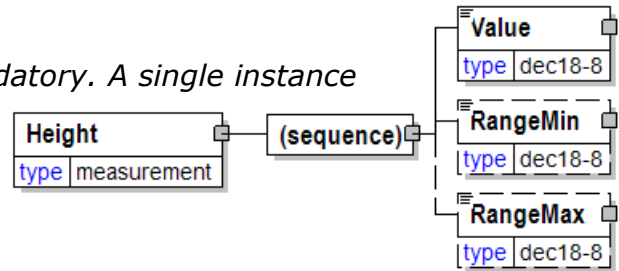 Value
type dec18-8
datory. A single instance
RangeMin
Height
(sequence)
type dec18-8
type measurement
RangeMax
type dec18-8